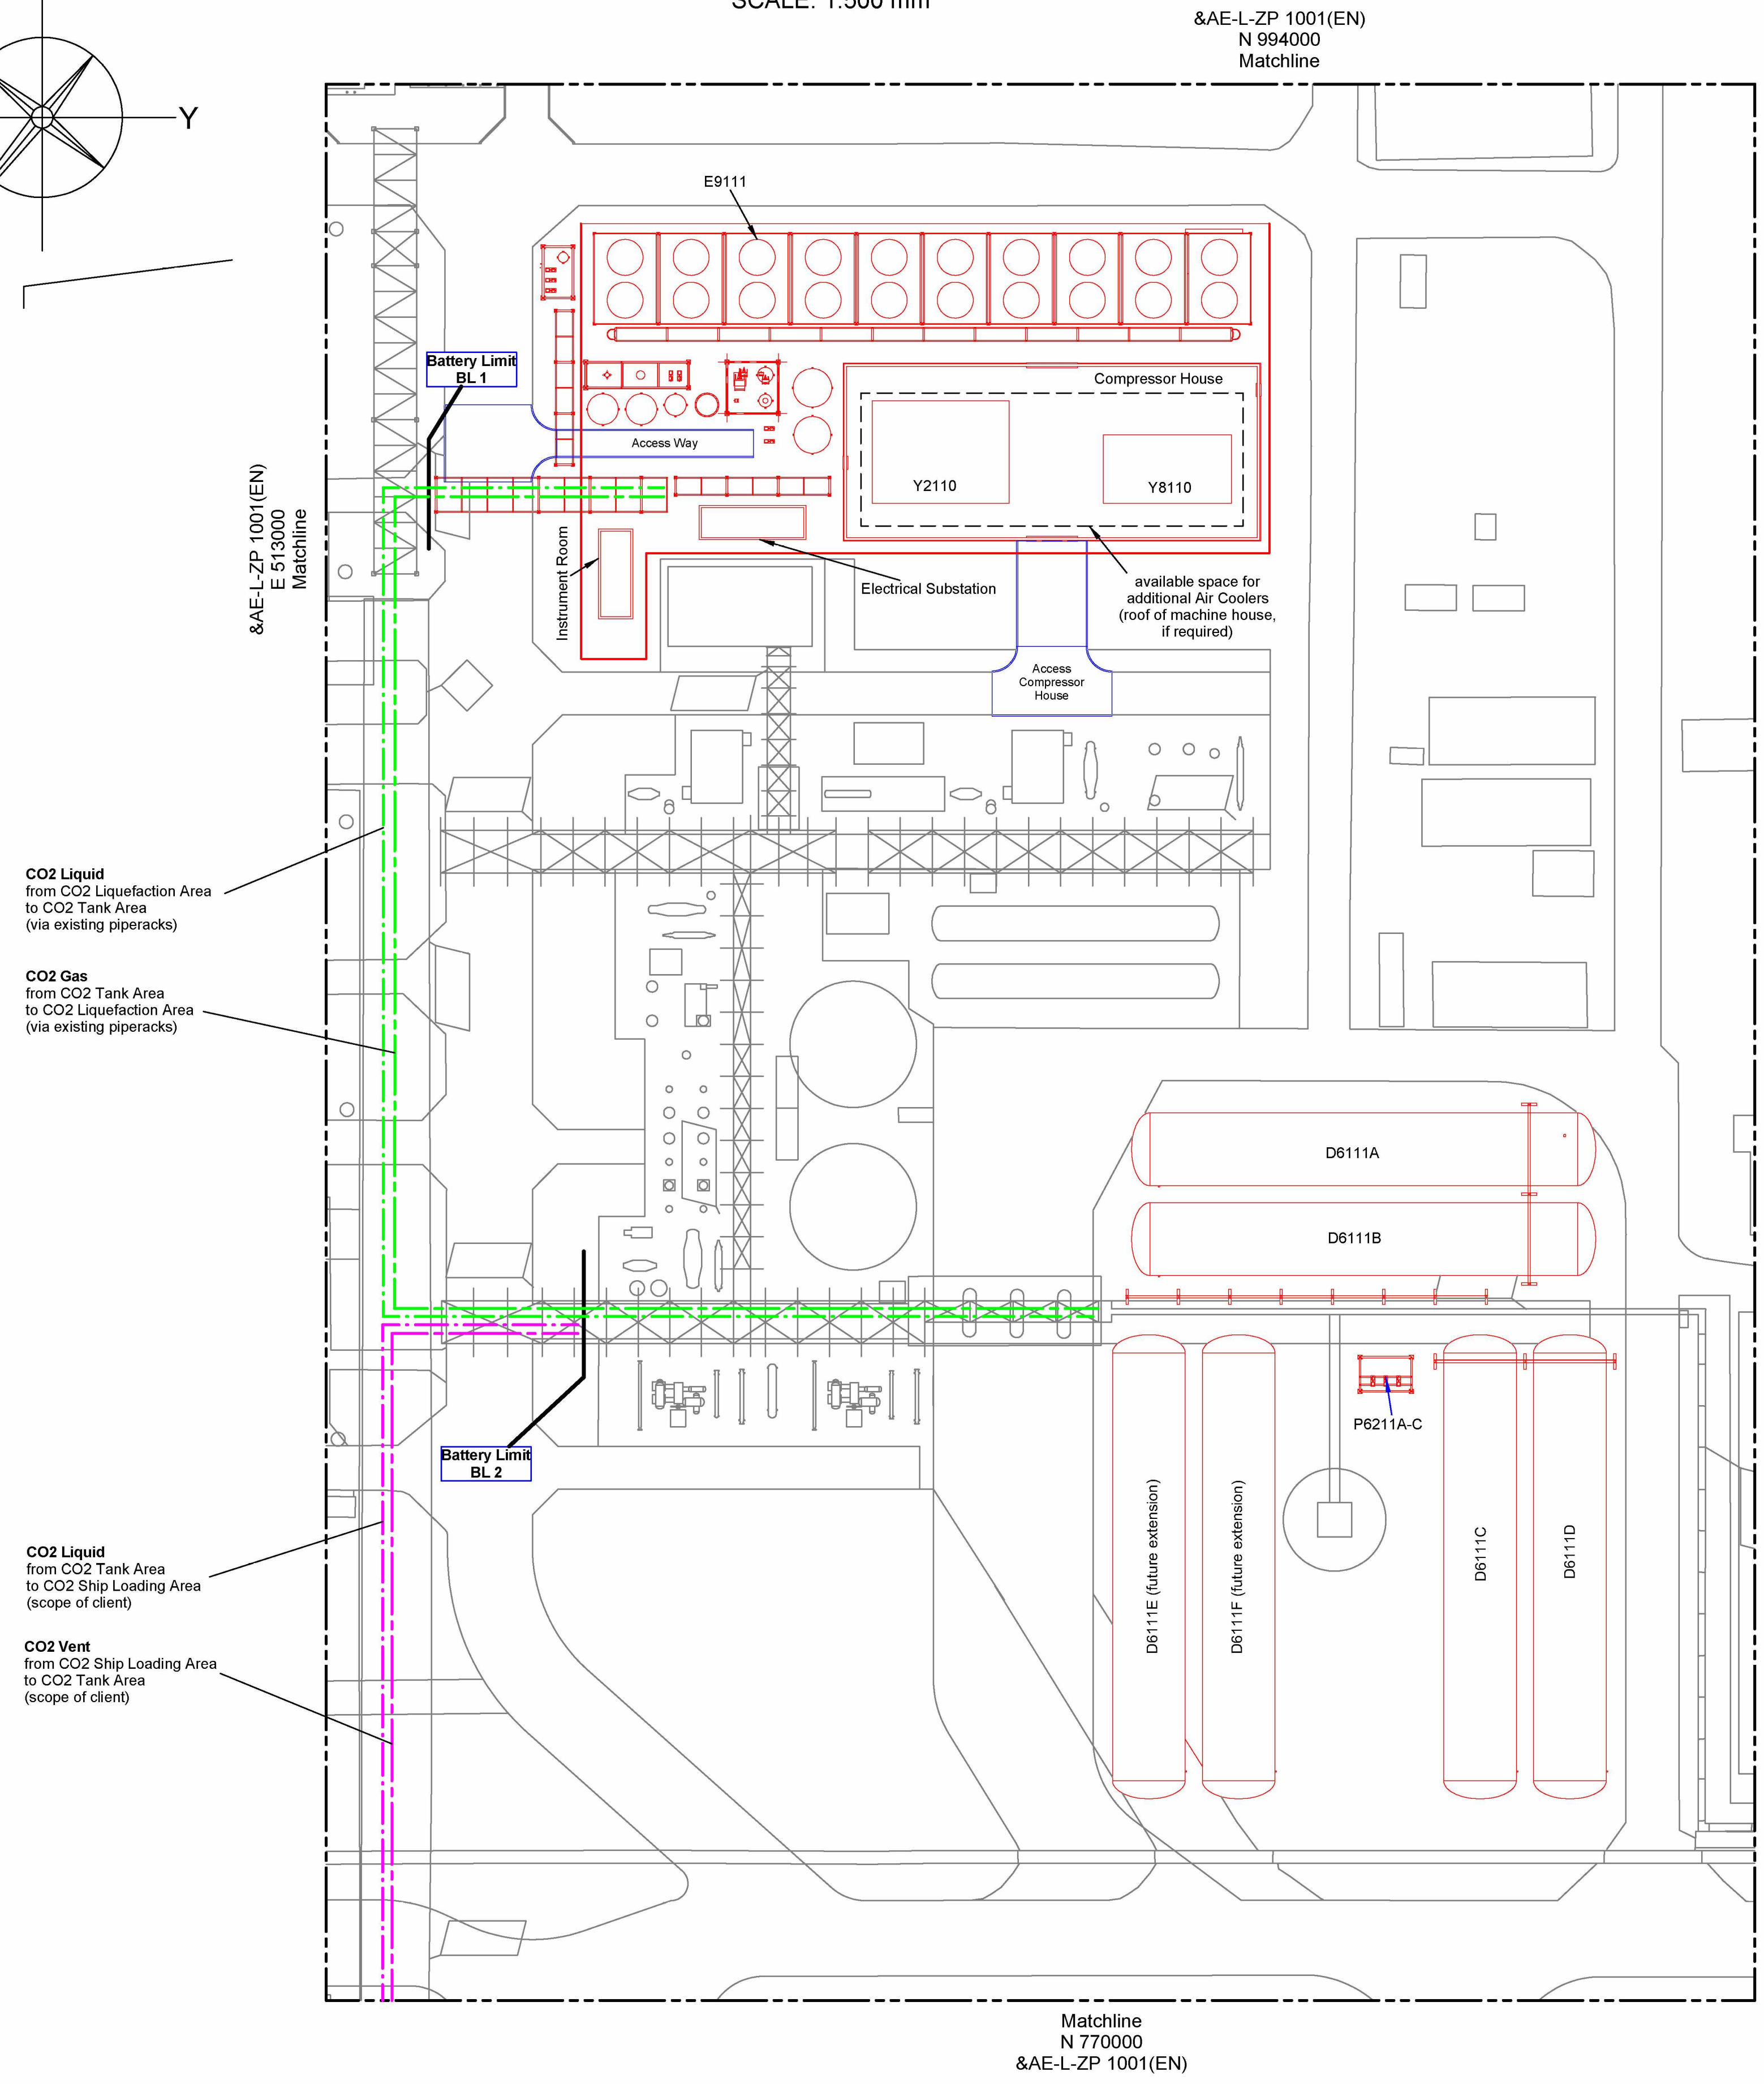 SCALE: 1:500 mm
&AE-L-ZP 1001(EN)
N 994000
Matchline
Y
E9111
Battery Limit
BL 1
Compressor House
Access Way
Y2110
Y8110
&AE-L-ZP 1001(EN)
E 513000
Matchline
Instrument Room
Electrical Substation
available space for
additional Air Coolers
(roof of machine house,
if required)
Access
Compressor
House
CO2 Liquid
from CO2 Liquefaction Area
to CO2 Tank Area
(via existing piperacks)
CO2 Gas
from CO2 Tank Area
to CO2 Liquefaction Area
(via existing piperacks)
D6111A
D6111B
P6211A-C
Battery Limit
BL 2
D6111E (future extension)
D6111F (future extension)
D6111C
D6111D
CO2 Liquid
from CO2 Tank Area
to CO2 Ship Loading Area
(scope of client)
CO2 Vent
from CO2 Ship Loading Area
to CO2 Tank Area
(scope of client)
Matchline
N 770000
&AE-L-ZP 1001(EN)